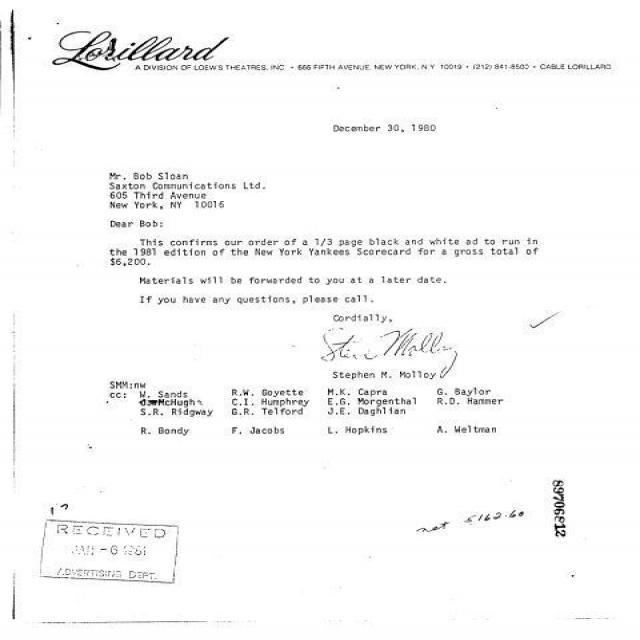 Lorillard
A DIVISION OF LOEW'S THEATRES, INC • 666 FIFTH AVENUE, NEW YORK, N Y 10019 • (212) 841-8500 • CABLE LORILLARD
December 30, 1980
Mr. Bob Sloan
Saxton Communications Ltd.
605 Third Avenue
New York, NY 10016
Dear Bob:
This confirms our order of a 1/3 page black and white ad to run in
the 1981 edition of the New York Yankees Scorecard for a gross total of
$6,200.
Materials will be forwarded to you at a later date.
If you have any questions, please call.
Cordially,
Steve Molloy
Stephen M. Molloy
SMM:nw
cc: W. Sands R.W. Goyette M.K. Capra G. Baylor
McHugh C.I. Humphrey E.G. Morgenthal R.D. Hammer
S.R. Ridgway G.R. Telford J.E. Daghlian
R. Bondy F. Jacobs L. Hopkins A. Weltman
net 5162.60
RECEIVED
JAN -6 1981
ADVERTISING DEPT.
89706812